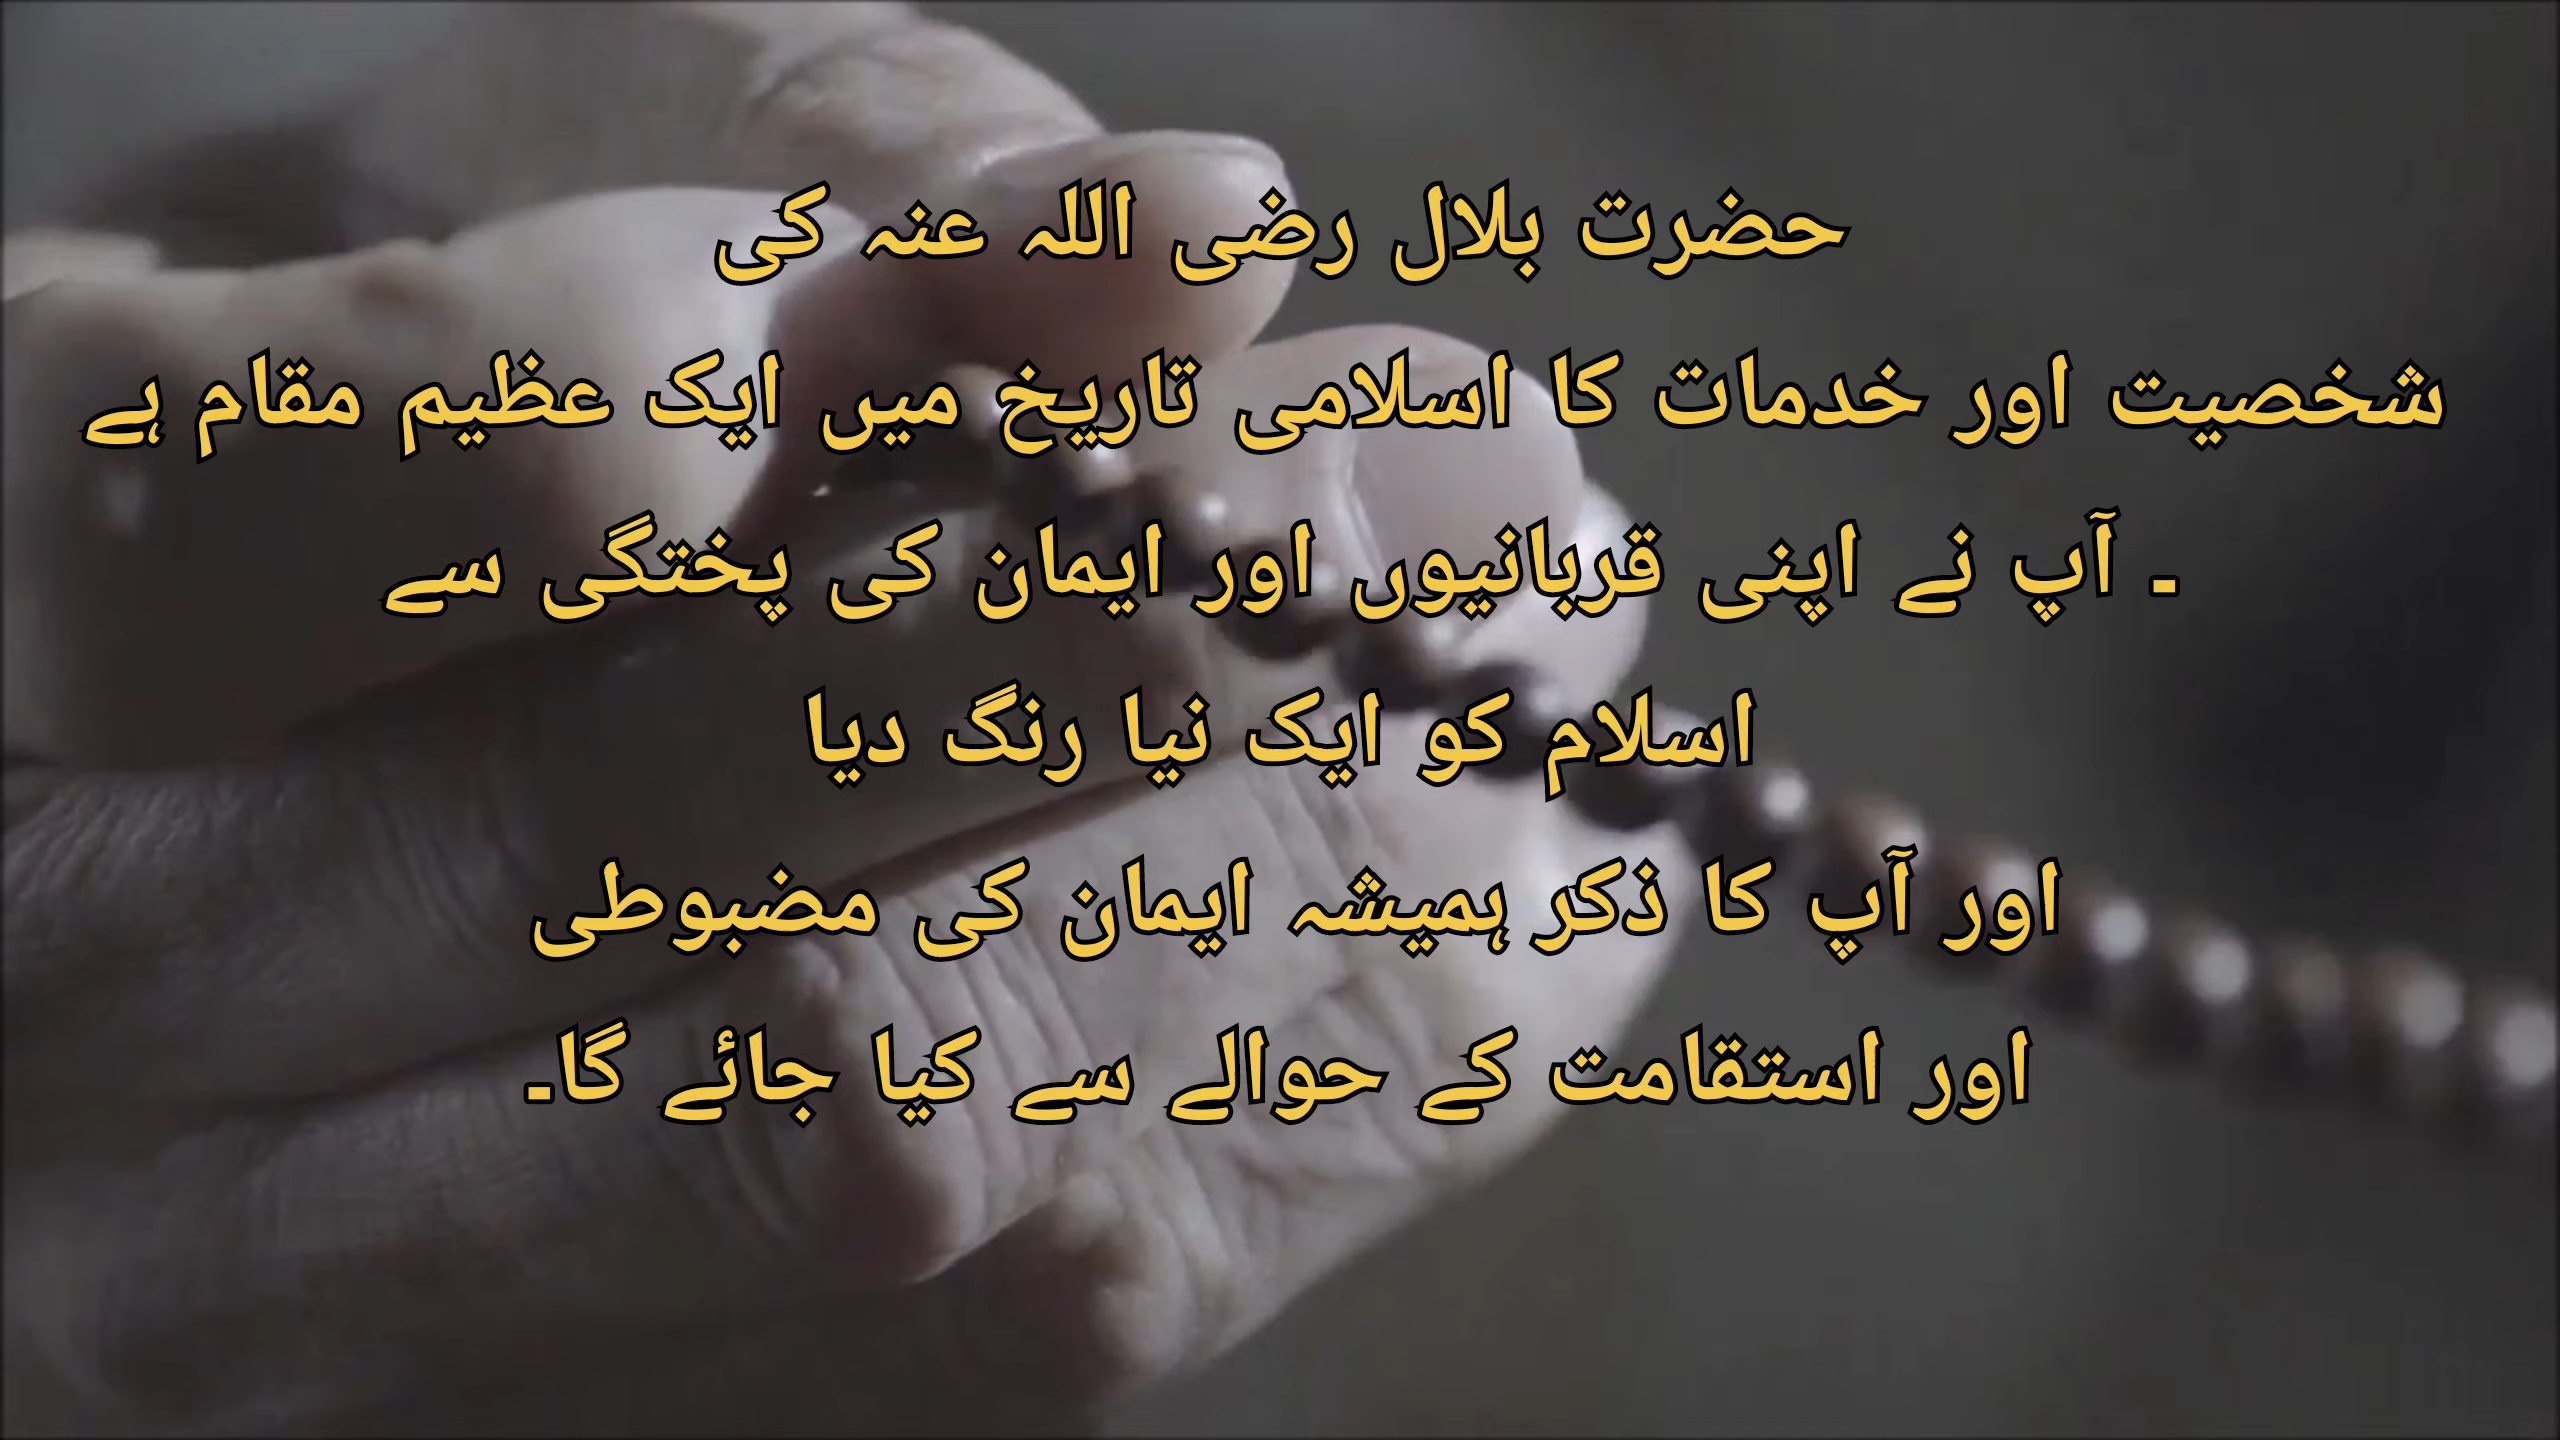 حضرت بلال رضی اللہ عنہ کی
شخصیت اور خدمات کا اسلامی تاریخ میں ایک عظیم مقام ہے
۔ آپ نے اپنی قربانیوں اور ایمان کی پختگی سے
اسلام کو ایک نیا رنگ دیا
اور آپ کا ذکر ہمیشہ ایمان کی مضبوطی
اور استقامت کے حوالے سے کیا جائے گا۔